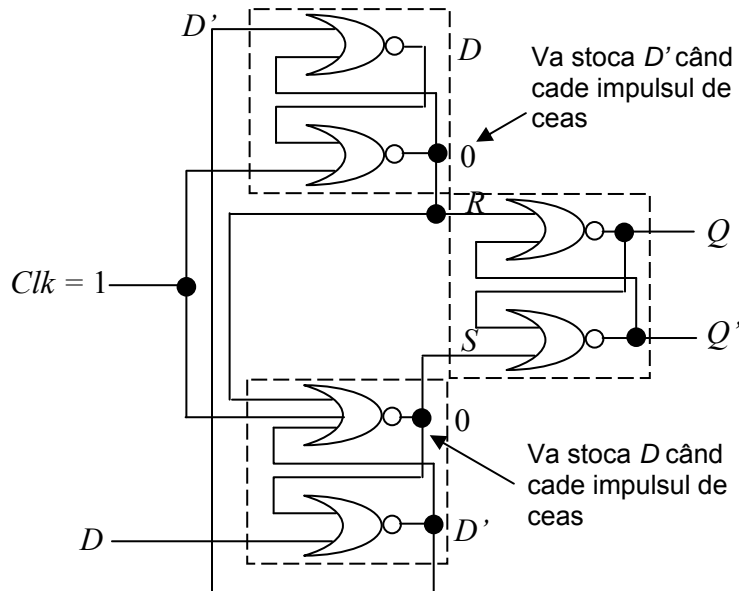 D'
D
Va stoca D' când
cade impulsul de
ceas
0
R
Q
Clk = 1
S
Q'
0
Va stoca D când
cade impulsul de
ceas
D'
D